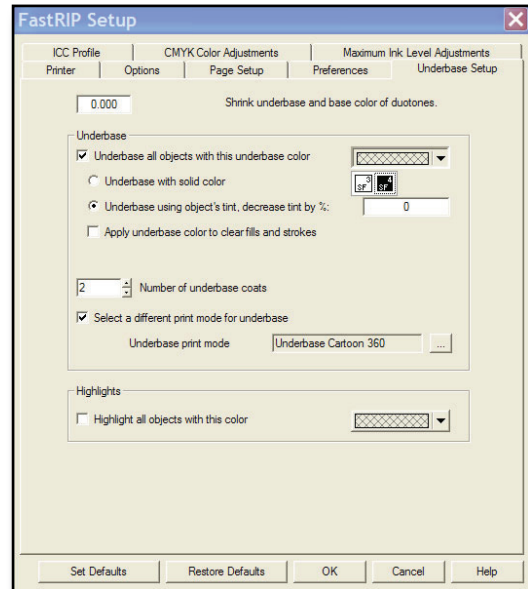 FastRIP Setup
ICC Profile CMYK Color Adjustments Maximum Ink Level Adjustments
Printer Options Page Setup Preferences Underbase Setup
0.000 Shrink underbase and base color of duotones.
Underbase
Underbase all objects with this underbase color
Underbase with solid color SF 3 SF 4
Underbase using object's tint, decrease tint by %: 0
Apply underbase color to clear fills and strokes
2 Number of underbase coats
Select a different print mode for underbase
Underbase print mode Underbase Cartoon 360 ...
Highlights
Highlight all objects with this color
Set Defaults Restore Defaults OK Cancel Help